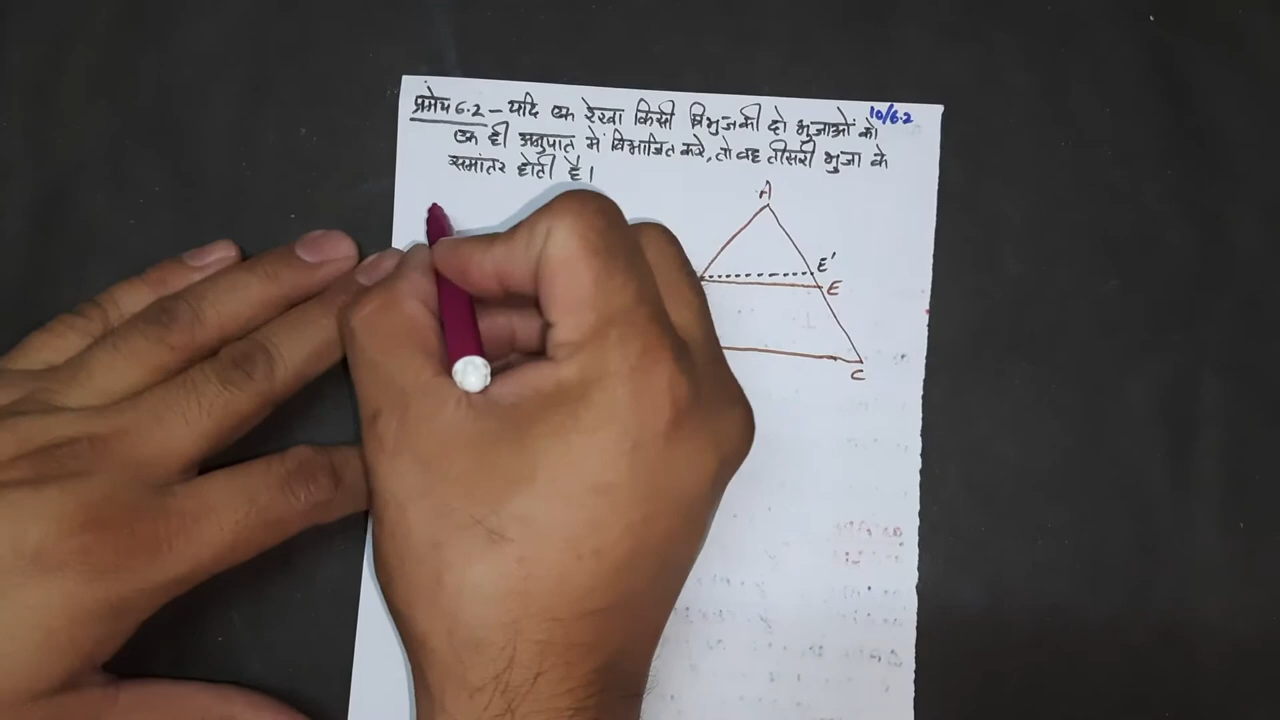 प्रमेय 6.2 – यदि एक रेखा किसी त्रिभुज की दो भुजाओं को
10/6.2
एक ही अनुपात में विभाजित करे, तो वह तीसरी भुजा के
समांतर होती है।
A
E'
E
C